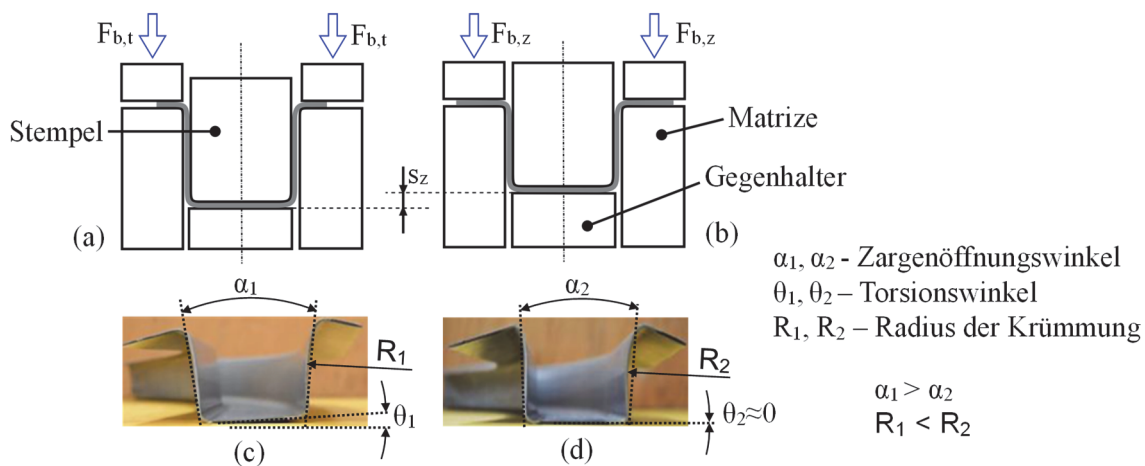 F_b,t
F_b,t
F_b,z
F_b,z
Stempel
Matrize
s_z
Gegenhalter
(a)
(b)
α₁
α₂
α₁, α₂ - Zargenöffnungswinkel
θ₁, θ₂ – Torsionswinkel
R₁, R₂ – Radius der Krümmung
R₁
R₂
α₁ > α₂
R₁ < R₂
θ₁
θ₂≈0
(c)
(d)